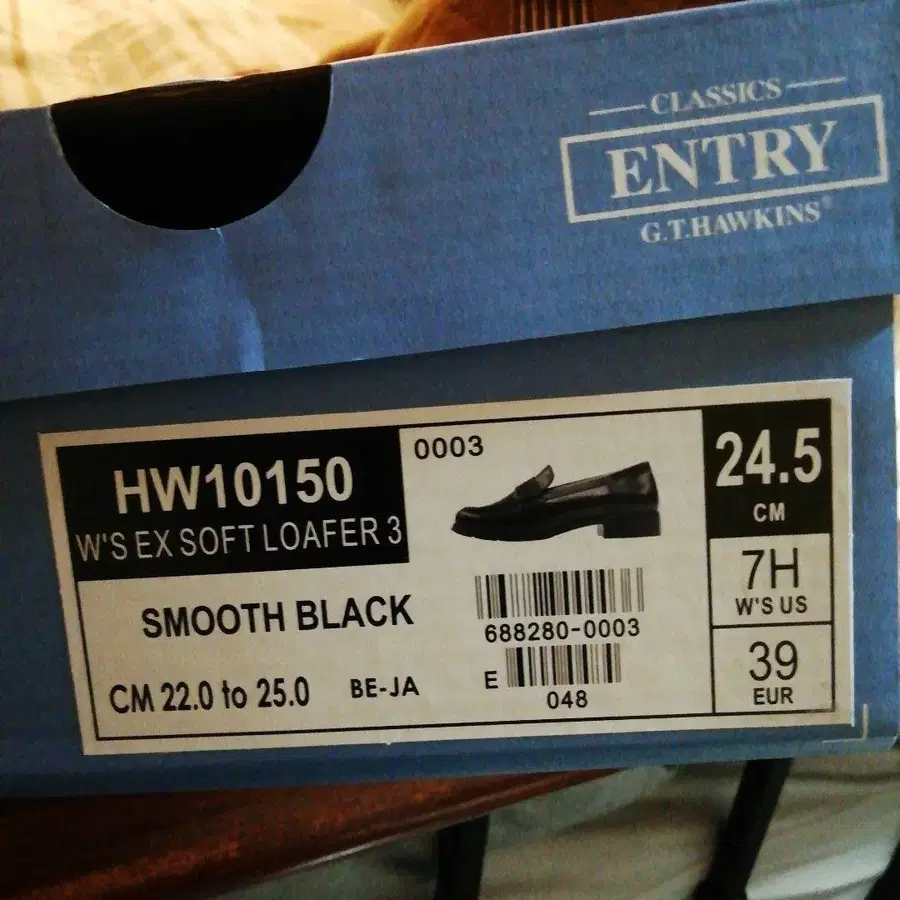 CLASSICS
ENTRY
G.T.HAWKINS®
HW10150
W'S EX SOFT LOAFER 3
0003
24.5
CM
7H
W'S US
SMOOTH BLACK
688280-0003
39
EUR
CM 22.0 to 25.0
BE-JA
E
048